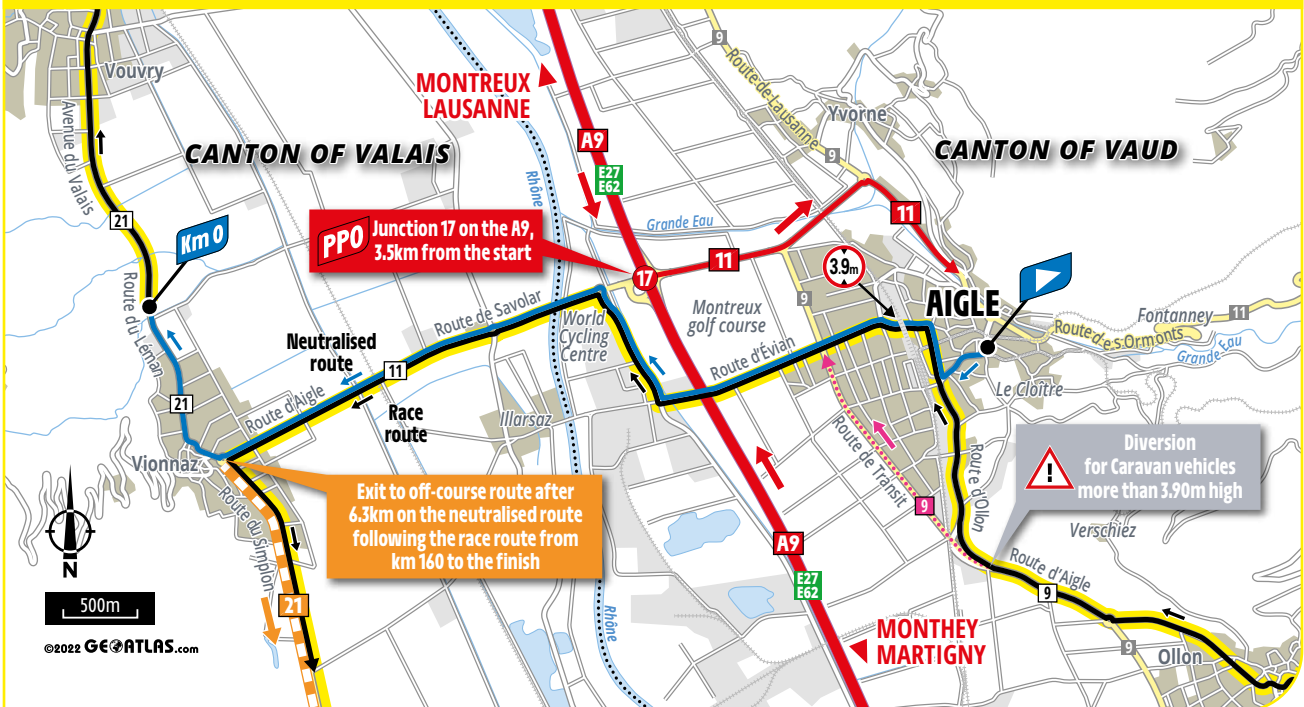 Vouvry
Avenue du Valais
21
Km 0
Route du Léman
21
Vionnaz
CANTON OF VALAIS
MONTREUX
LAUSANNE
A9
E27
E62
Rhône
PPO
Junction 17 on the A9,
3.5km from the start
17
11
Grande Eau
9
Route de Lausanne
9
Yvorne
CANTON OF VAUD
11
3.9m
9
AIGLE
Fontanney
11
Route des Ormonts
9
Grande Eau
Le Cloître
Montreux
golf course
Route d'Évian
World
Cycling
Centre
Route de Savolar
Neutralised
route
11
Race
route
Route d'Aigle
Illarsaz
Route de Transit
9
Route d'Ollon
Diversion
for Caravan vehicles
more than 3.90m high
Verschiez
Route d'Aigle
9
9
Ollon
Exit to off-course route after
6.3km on the neutralised route
following the race route from
km 160 to the finish
Route du Simplon
21
A9
E27
E62
Rhône
MONTHEY
MARTIGNY
N
500m
©2022 GEOATLAS.com